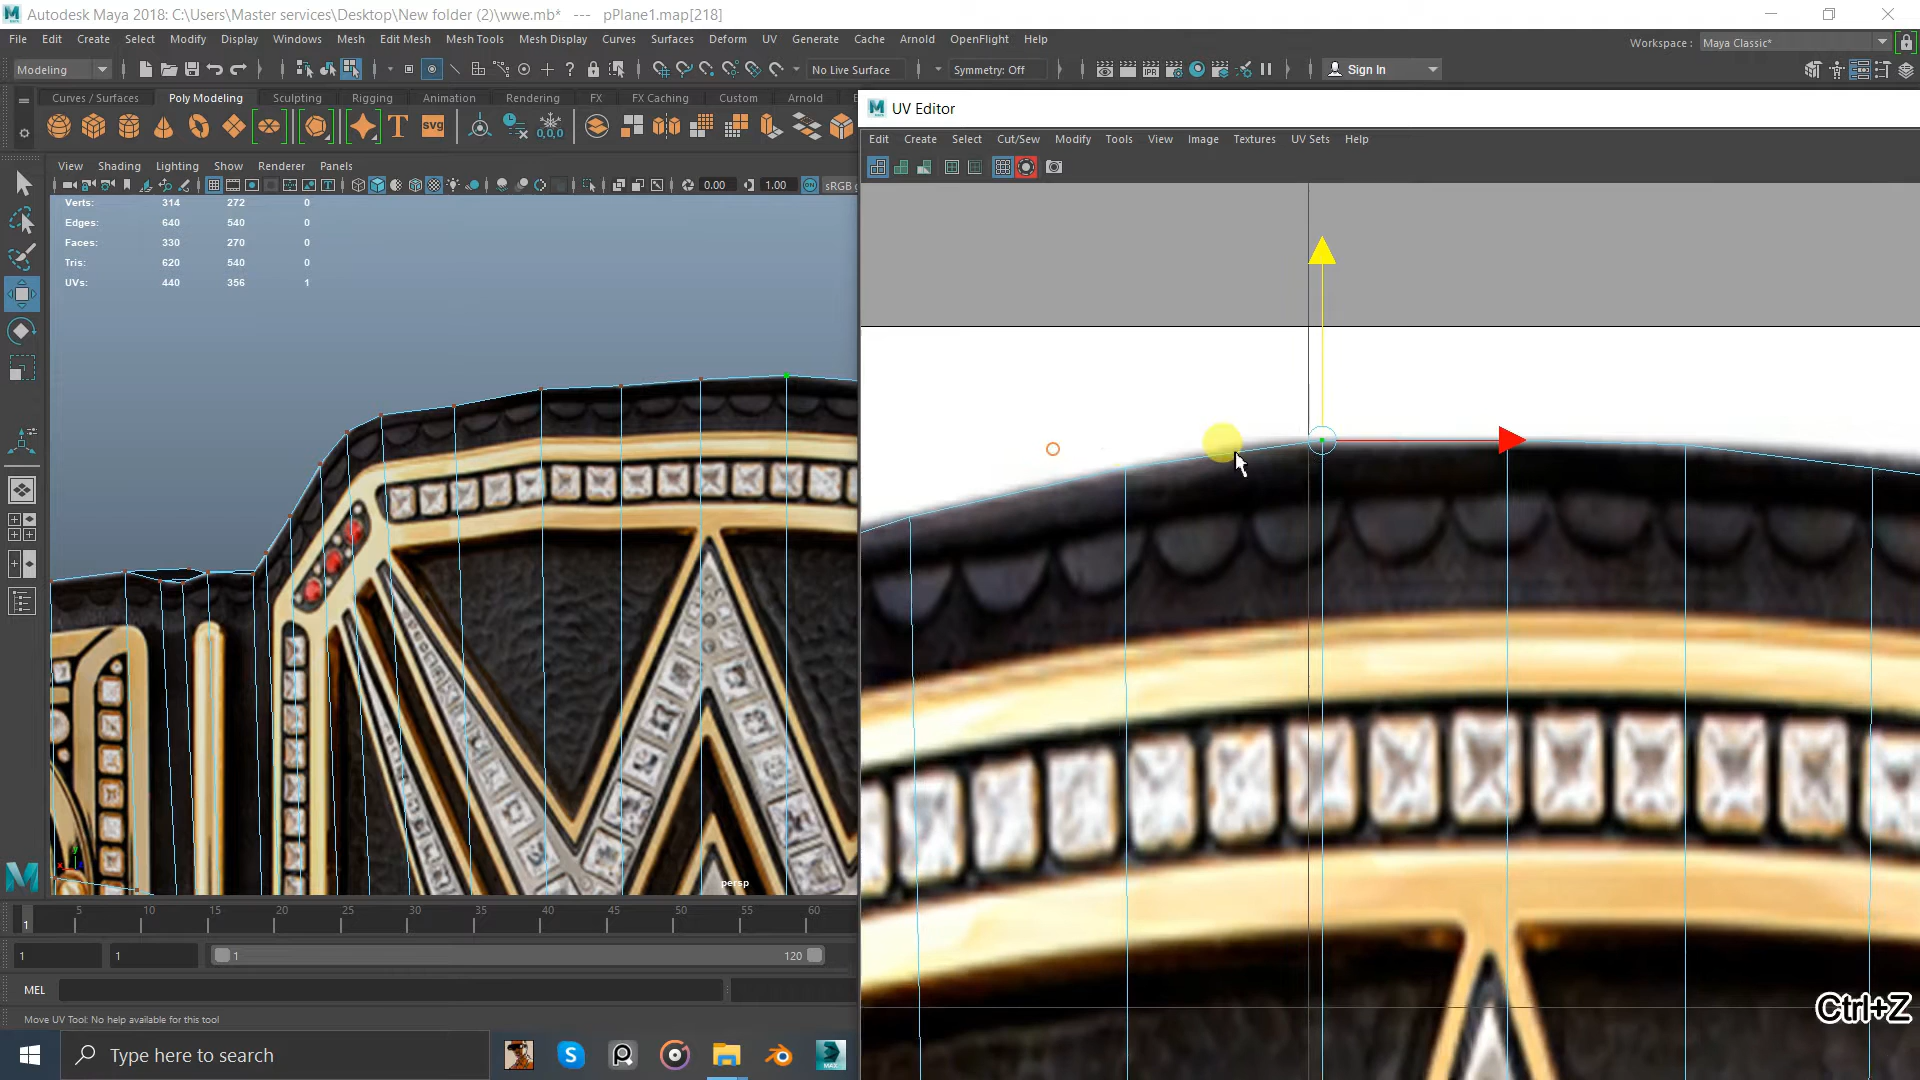 Autodesk Maya 2018: C:\Users\Master services\Desktop\New folder (2)\wwe.mb*   ---   pPlane1.map[218]
File Edit Create Select Modify Display Windows Mesh Edit Mesh Mesh Tools Mesh Display Curves Surfaces Deform UV Generate Cache Arnold OpenFlight Help
Workspace : Maya Classic*
Modeling
No Live Surface
Symmetry: Off
Sign In
Curves / Surfaces Poly Modeling Sculpting Rigging Animation Rendering FX FX Caching Custom Arnold
UV Editor
Edit Create Select Cut/Sew Modify Tools View Image Textures UV Sets Help
View Shading Lighting Show Renderer Panels
0.00 1.00 sRGB
Verts: 314 272 0
Edges: 640 540 0
Faces: 330 270 0
Tris: 620 540 0
UVs: 440 356 1
persp
5 10 15 20 25 30 35 40 45 50 55 60
1
1 1 1 120
MEL
Move UV Tool: No help available for this tool
Ctrl+Z
Type here to search